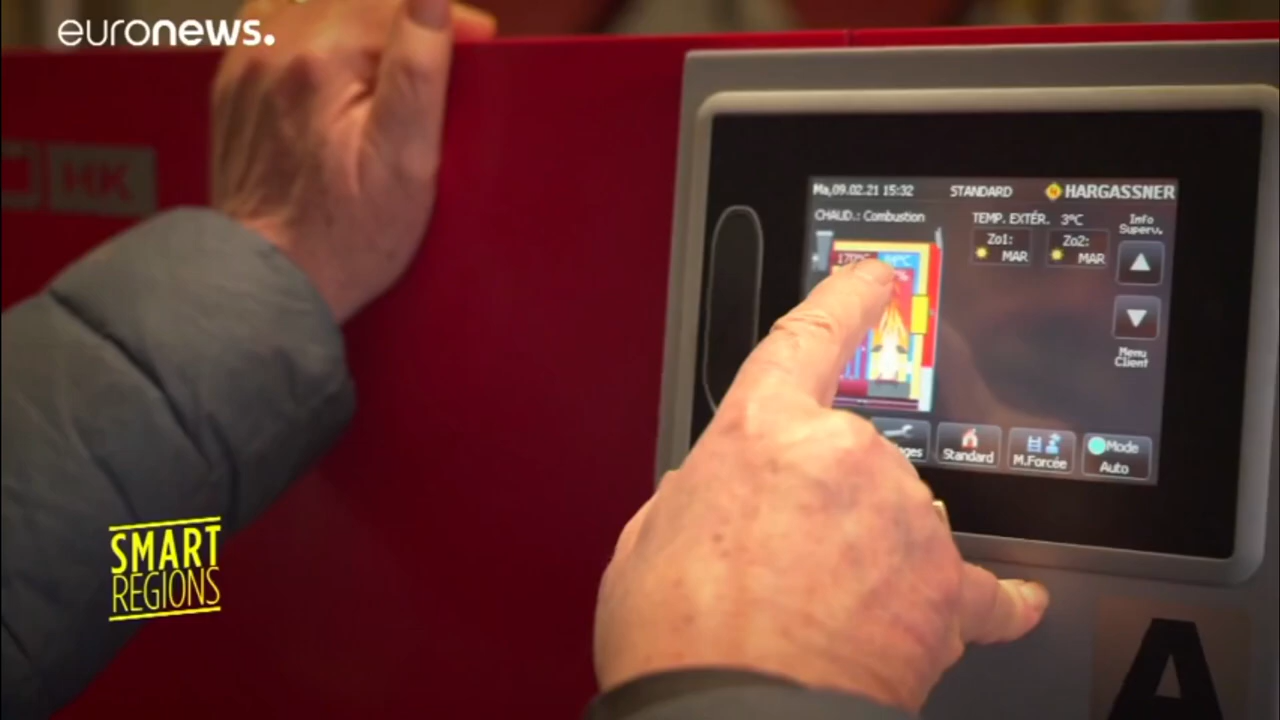 euronews.
HK
Ma,09.02.21 15:32 STANDARD HARGASSNER
CHAUD.: Combustion TEMP. EXTÉR. 3°C Info
Superv.
Zo1: Zo2:
MAR MAR
Menu
Client
Standard M.Forcée Mode
Auto
SMART
REGIONS
A